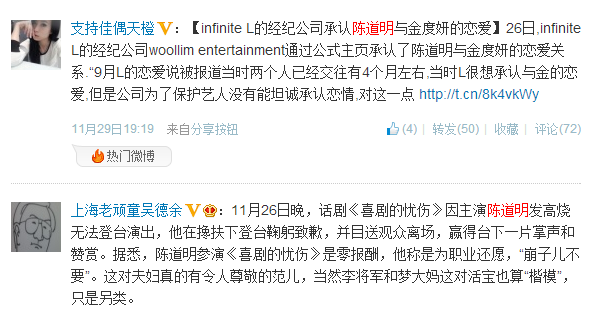 支持佳偶天橙V：【infinite L的经纪公司承认陈道明与金度妍的恋爱】26日,infinite
L的经纪公司woollim entertainment通过公式主页承认了陈道明与金度妍的恋爱关
系.“9月L的恋爱说被报道当时两个人已经交往有4个月左右,当时L很想承认与金的恋
爱,但是公司为了保护艺人没有能坦诚承认恋情,对这一点 http://t.cn/8k4vkWy
11月29日19:19 来自分享按钮 (4) | 转发(50) | 收藏 | 评论(72)
热门微博
上海老顽童吴德余V：11月26日晚，话剧《喜剧的忧伤》因主演陈道明发高烧
无法登台演出，他在搀扶下登台鞠躬致歉，并目送观众离场，赢得台下一片掌声和
赞赏。据悉，陈道明参演《喜剧的忧伤》是零报酬，他称是为职业还愿，“崩子儿不
要”。这对夫妇真的有令人尊敬的范儿，当然李将军和梦大妈这对活宝也算“楷模”，
只是另类。